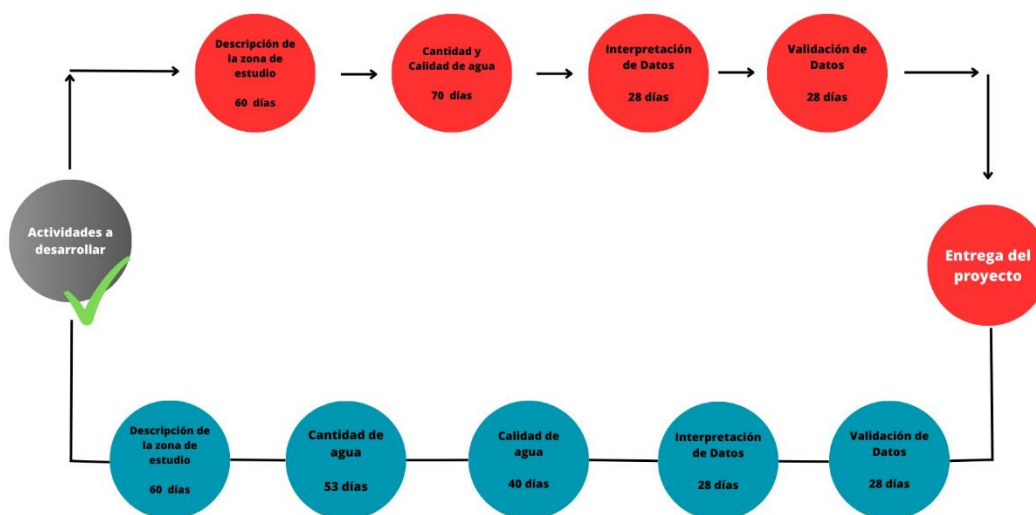 Descripción de
la zona de
estudio
60 días
Cantidad y
Calidad de agua
70 días
Interpretación
de Datos
28 días
Validación de
Datos
28 días
Actividades a
desarrollar
Entrega del
proyecto
Descripción de
la zona de
estudio
60 días
Cantidad de
agua
53 días
Calidad de
agua
40 días
Interpretación
de Datos
28 días
Validación de
Datos
28 días